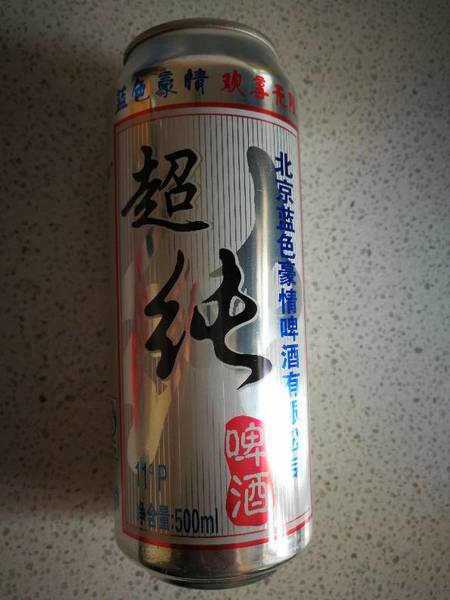 蓝色豪情 欢享无限
超纯
北京蓝色豪情啤酒有限公司
啤酒
11°P
净含量:500ml